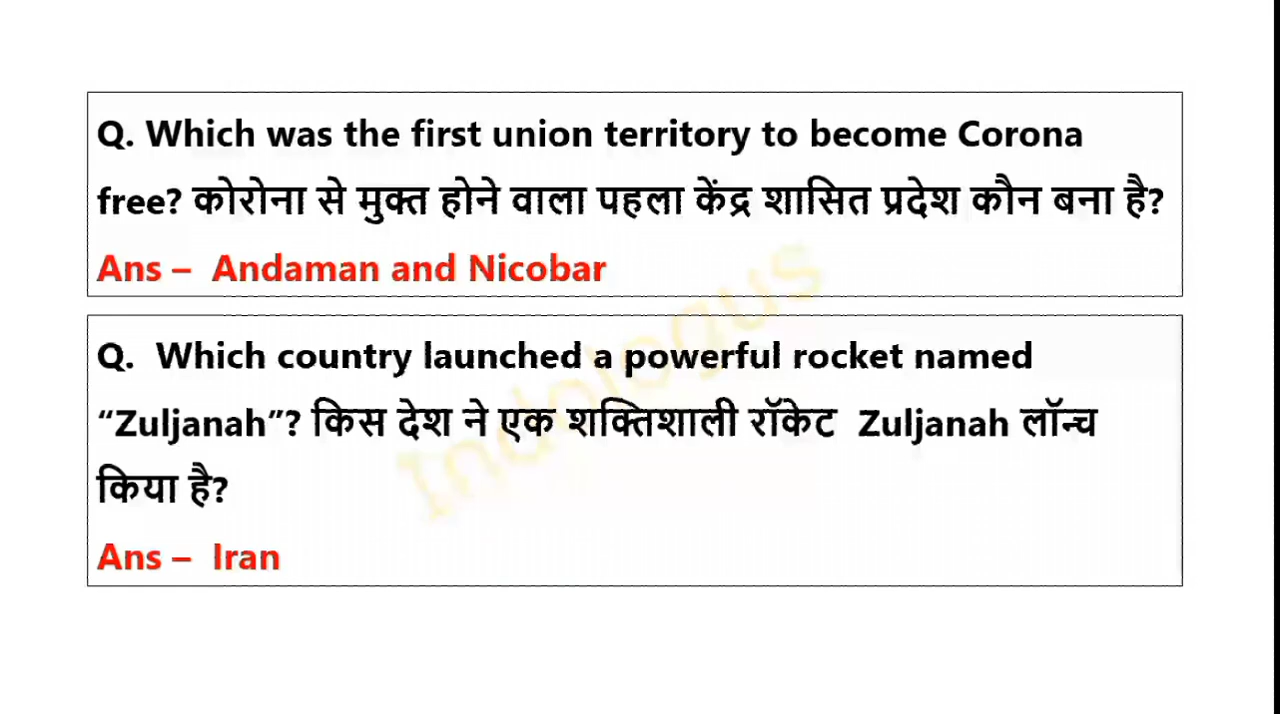 Q. Which was the first union territory to become Corona
free? कोरोना से मुक्त होने वाला पहला केंद्र शासित प्रदेश कौन बना है?
Ans – Andaman and Nicobar
Indologus
Q. Which country launched a powerful rocket named
“Zuljanah”? किस देश ने एक शक्तिशाली रॉकेट Zuljanah लॉन्च
किया है?
Ans – Iran